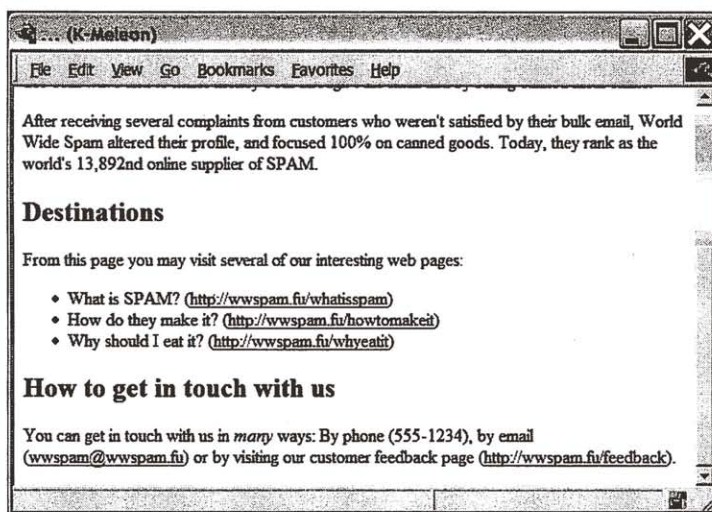 ... (K-Meleon)
File Edit View Go Bookmarks Favorites Help
After receiving several complaints from customers who weren't satisfied by their bulk email, World
Wide Spam altered their profile, and focused 100% on canned goods. Today, they rank as the
world's 13,892nd online supplier of SPAM.
Destinations
From this page you may visit several of our interesting web pages:
• What is SPAM? (http://wwspam.fu/whatisspam)
• How do they make it? (http://wwspam.fu/howtomakeit)
• Why should I eat it? (http://wwspam.fu/whyeatit)
How to get in touch with us
You can get in touch with us in many ways: By phone (555-1234), by email
(wwspam@wwspam.fu) or by visiting our customer feedback page (http://wwspam.fu/feedback).